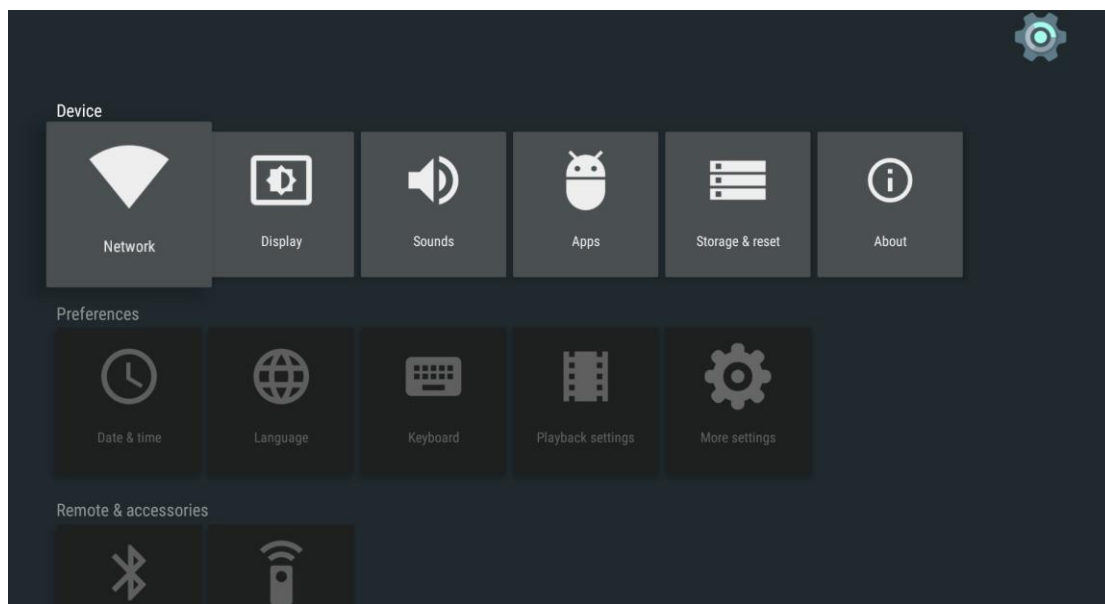 Device
Network
Display
Sounds
Apps
Storage & reset
About
Preferences
Date & time
Language
Keyboard
Playback settings
More settings
Remote & accessories